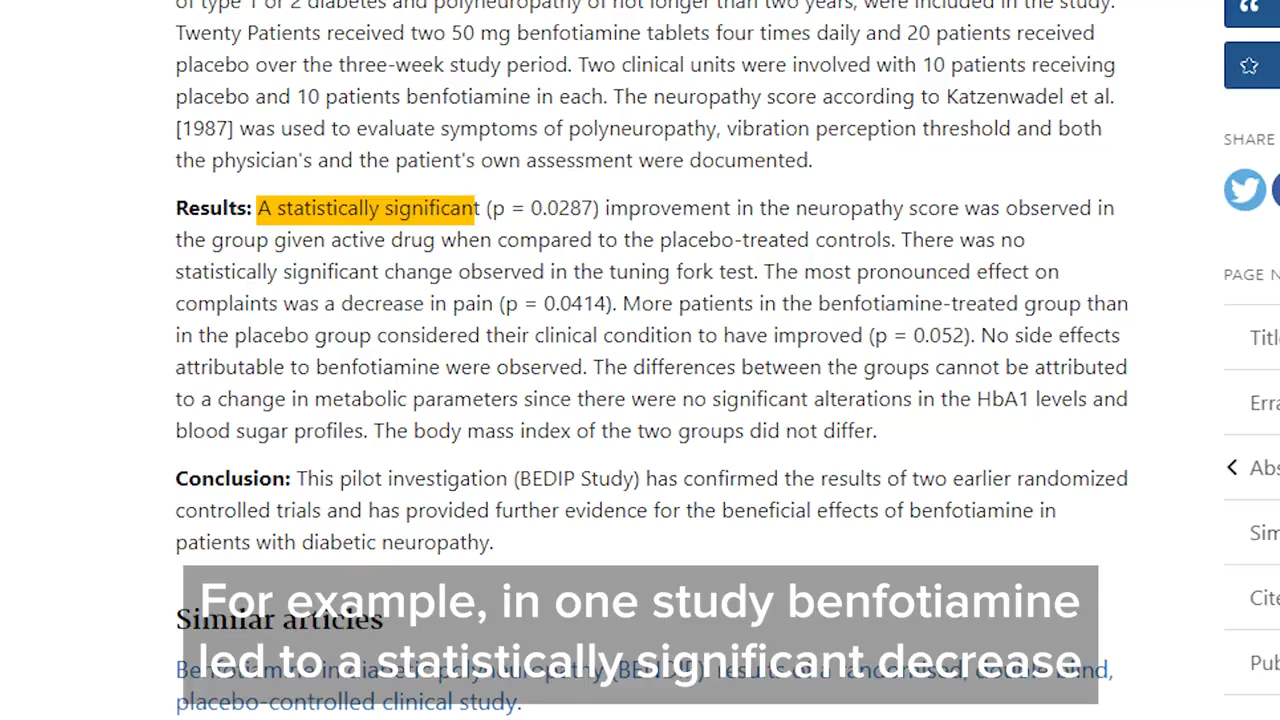 of type 1 or 2 diabetes and polyneuropathy of not longer than two years, were included in the study.
Twenty Patients received two 50 mg benfotiamine tablets four times daily and 20 patients received
placebo over the three-week study period. Two clinical units were involved with 10 patients receiving
placebo and 10 patients benfotiamine in each. The neuropathy score according to Katzenwadel et al.
[1987] was used to evaluate symptoms of polyneuropathy, vibration perception threshold and both
the physician's and the patient's own assessment were documented.
Results: A statistically significant (p = 0.0287) improvement in the neuropathy score was observed in
the group given active drug when compared to the placebo-treated controls. There was no
statistically significant change observed in the tuning fork test. The most pronounced effect on
complaints was a decrease in pain (p = 0.0414). More patients in the benfotiamine-treated group than
in the placebo group considered their clinical condition to have improved (p = 0.052). No side effects
attributable to benfotiamine were observed. The differences between the groups cannot be attributed
to a change in metabolic parameters since there were no significant alterations in the HbA1 levels and
blood sugar profiles. The body mass index of the two groups did not differ.
Conclusion: This pilot investigation (BEDIP Study) has confirmed the results of two earlier randomized
controlled trials and has provided further evidence for the beneficial effects of benfotiamine in
patients with diabetic neuropathy.
Similar articles
Benfotiamine in diabetic polyneuropathy (BENDIP): results of a randomised, double blind,
placebo-controlled clinical study.
For example, in one study benfotiamine
led to a statistically significant decrease
SHARE
PAGE N
Titl
Erra
Abs
Sim
Cite
Pub